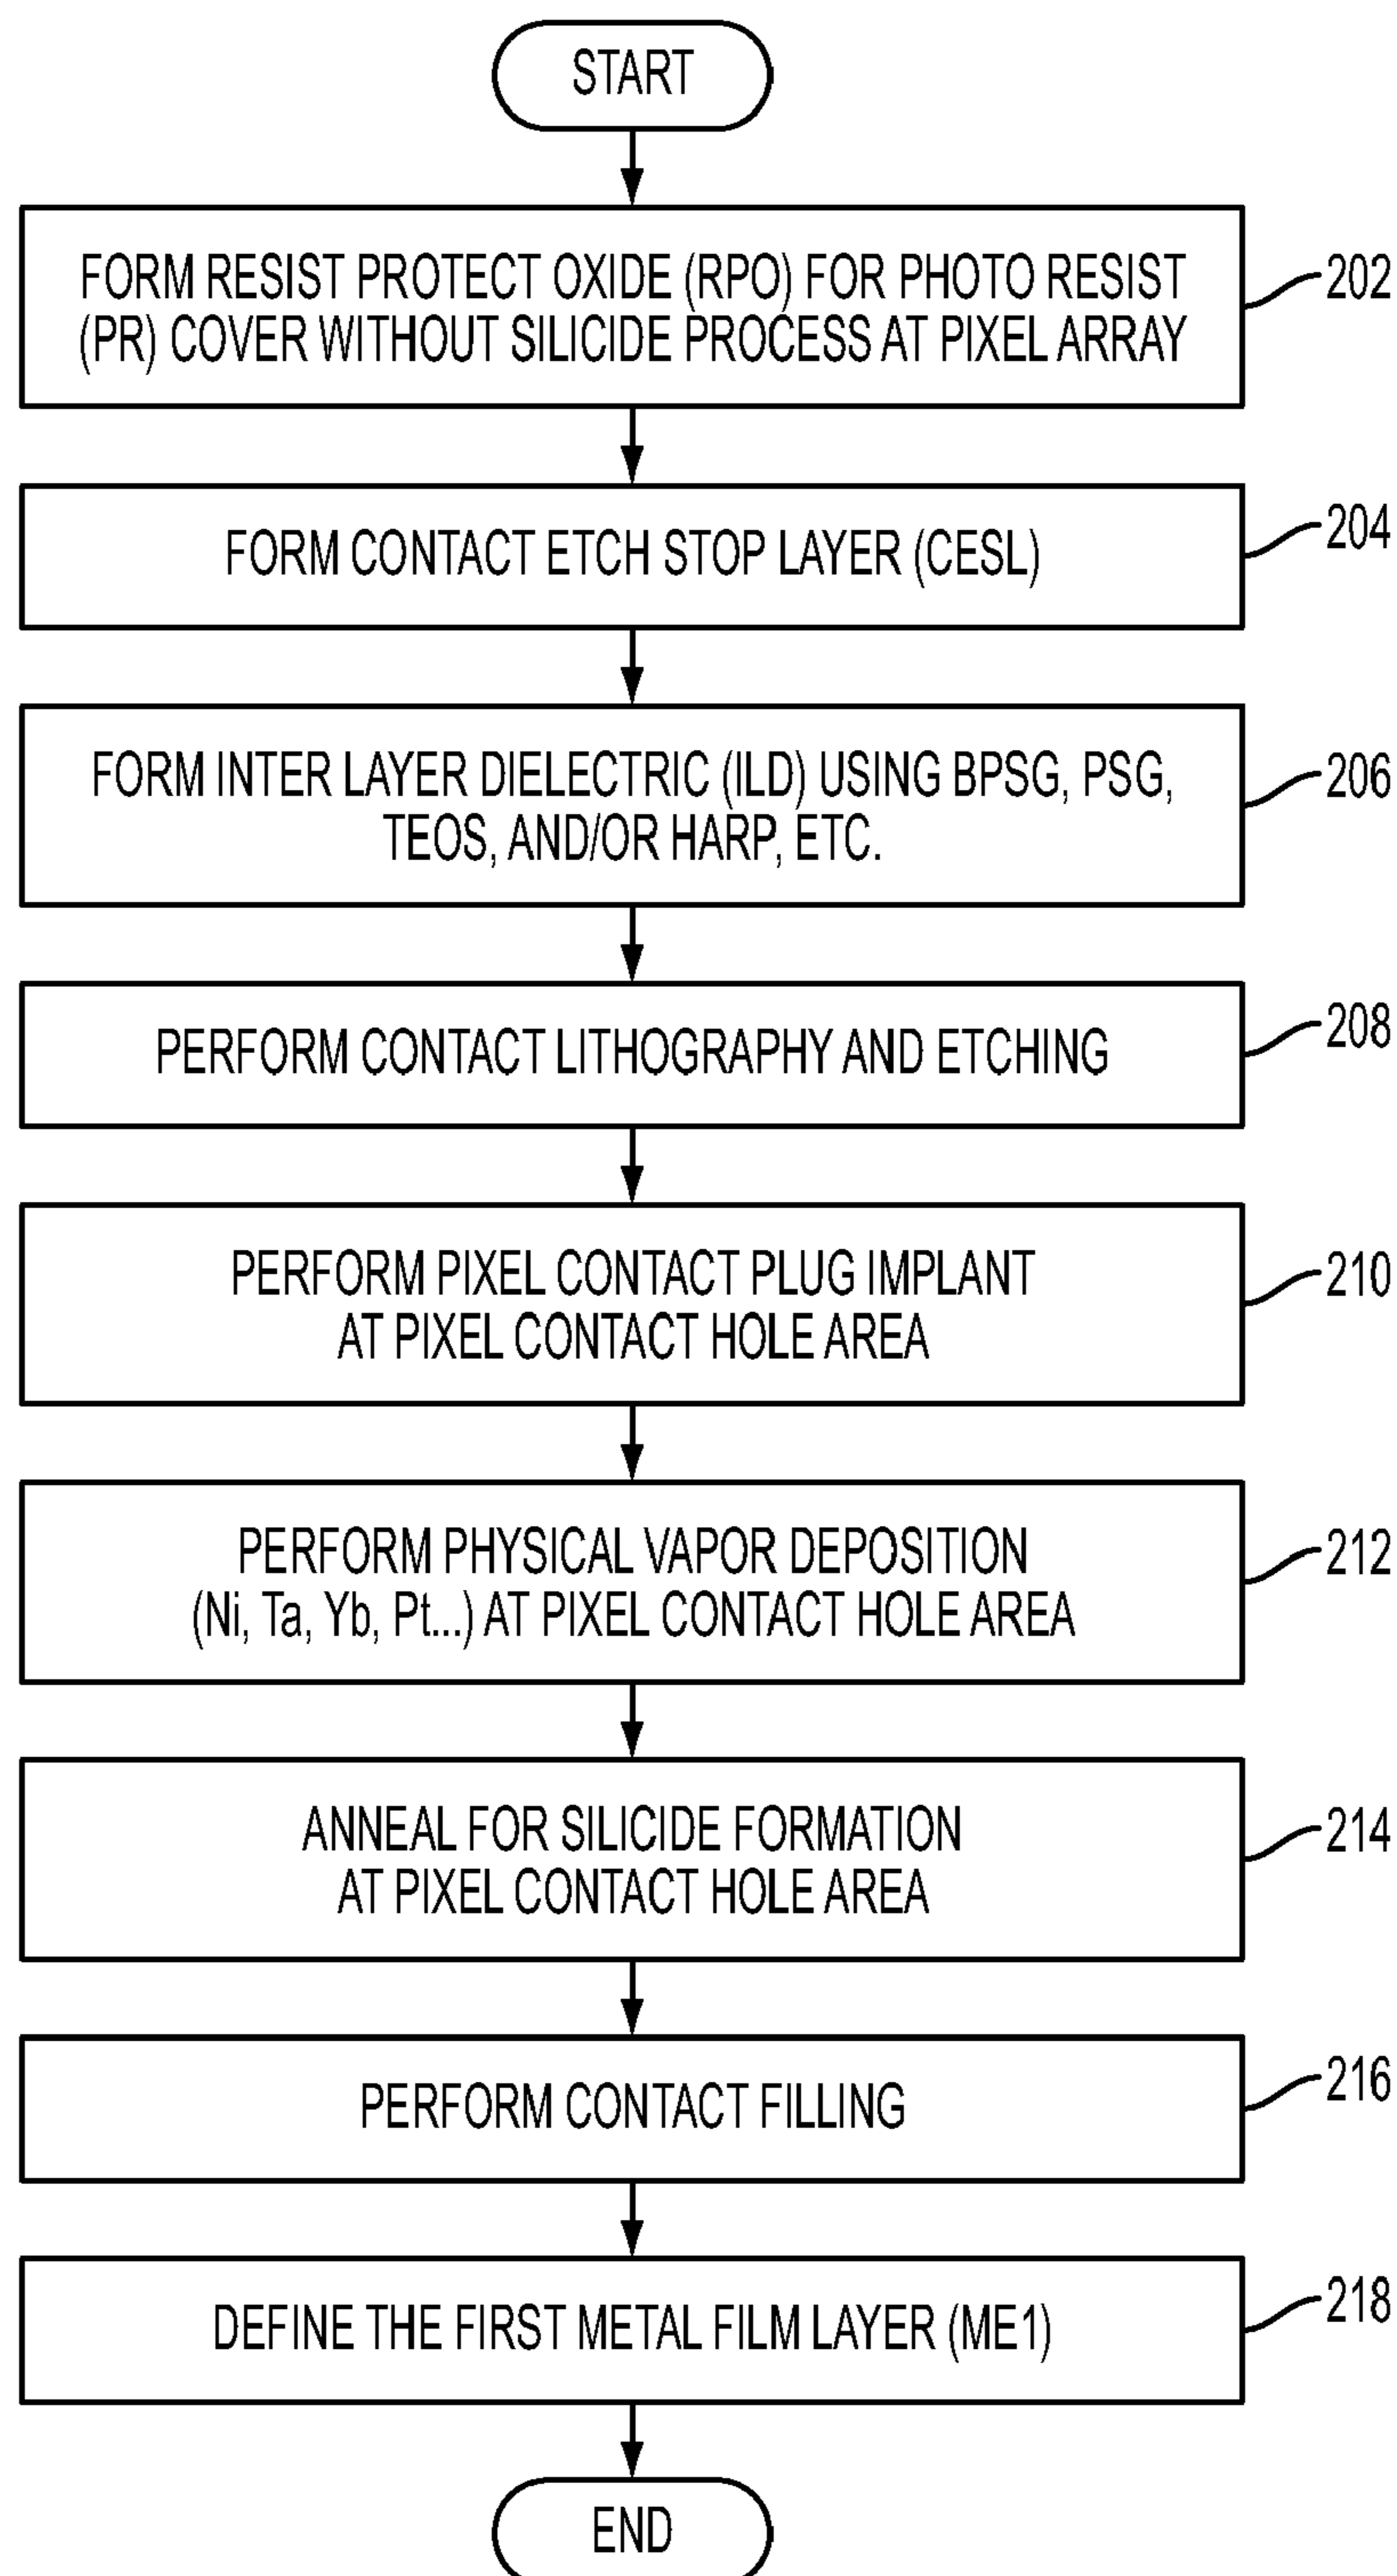 START
FORM RESIST PROTECT OXIDE (RPO) FOR PHOTO RESIST
(PR) COVER WITHOUT SILICIDE PROCESS AT PIXEL ARRAY
202
FORM CONTACT ETCH STOP LAYER (CESL)
204
FORM INTER LAYER DIELECTRIC (ILD) USING BPSG, PSG,
TEOS, AND/OR HARP, ETC.
206
PERFORM CONTACT LITHOGRAPHY AND ETCHING
208
PERFORM PIXEL CONTACT PLUG IMPLANT
AT PIXEL CONTACT HOLE AREA
210
PERFORM PHYSICAL VAPOR DEPOSITION
(Ni, Ta, Yb, Pt...) AT PIXEL CONTACT HOLE AREA
212
ANNEAL FOR SILICIDE FORMATION
AT PIXEL CONTACT HOLE AREA
214
PERFORM CONTACT FILLING
216
DEFINE THE FIRST METAL FILM LAYER (ME1)
218
END